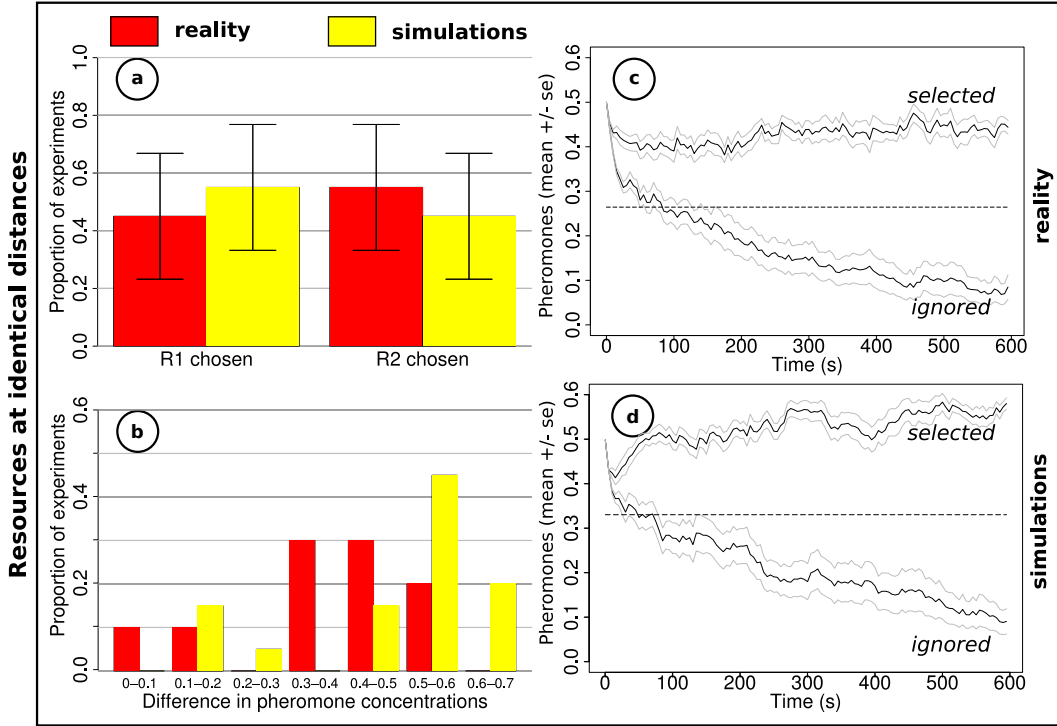 Resources at identical distances
reality
simulations
a
Proportion of experiments
0.0 0.2 0.4 0.6 0.8 1.0
R1 chosen R2 chosen
c
Pheromones (mean +/- se)
0.0 0.1 0.2 0.3 0.4 0.5 0.6
selected
ignored
0 100 200 300 400 500 600
Time (s)
reality
b
Proportion of experiments
0.0 0.2 0.4 0.6
0–0.1 0.1–0.2 0.2–0.3 0.3–0.4 0.4–0.5 0.5–0.6 0.6–0.7
Difference in pheromone concentrations
d
Pheromones (mean +/- se)
0.0 0.1 0.2 0.3 0.4 0.5 0.6
selected
ignored
0 100 200 300 400 500 600
Time (s)
simulations